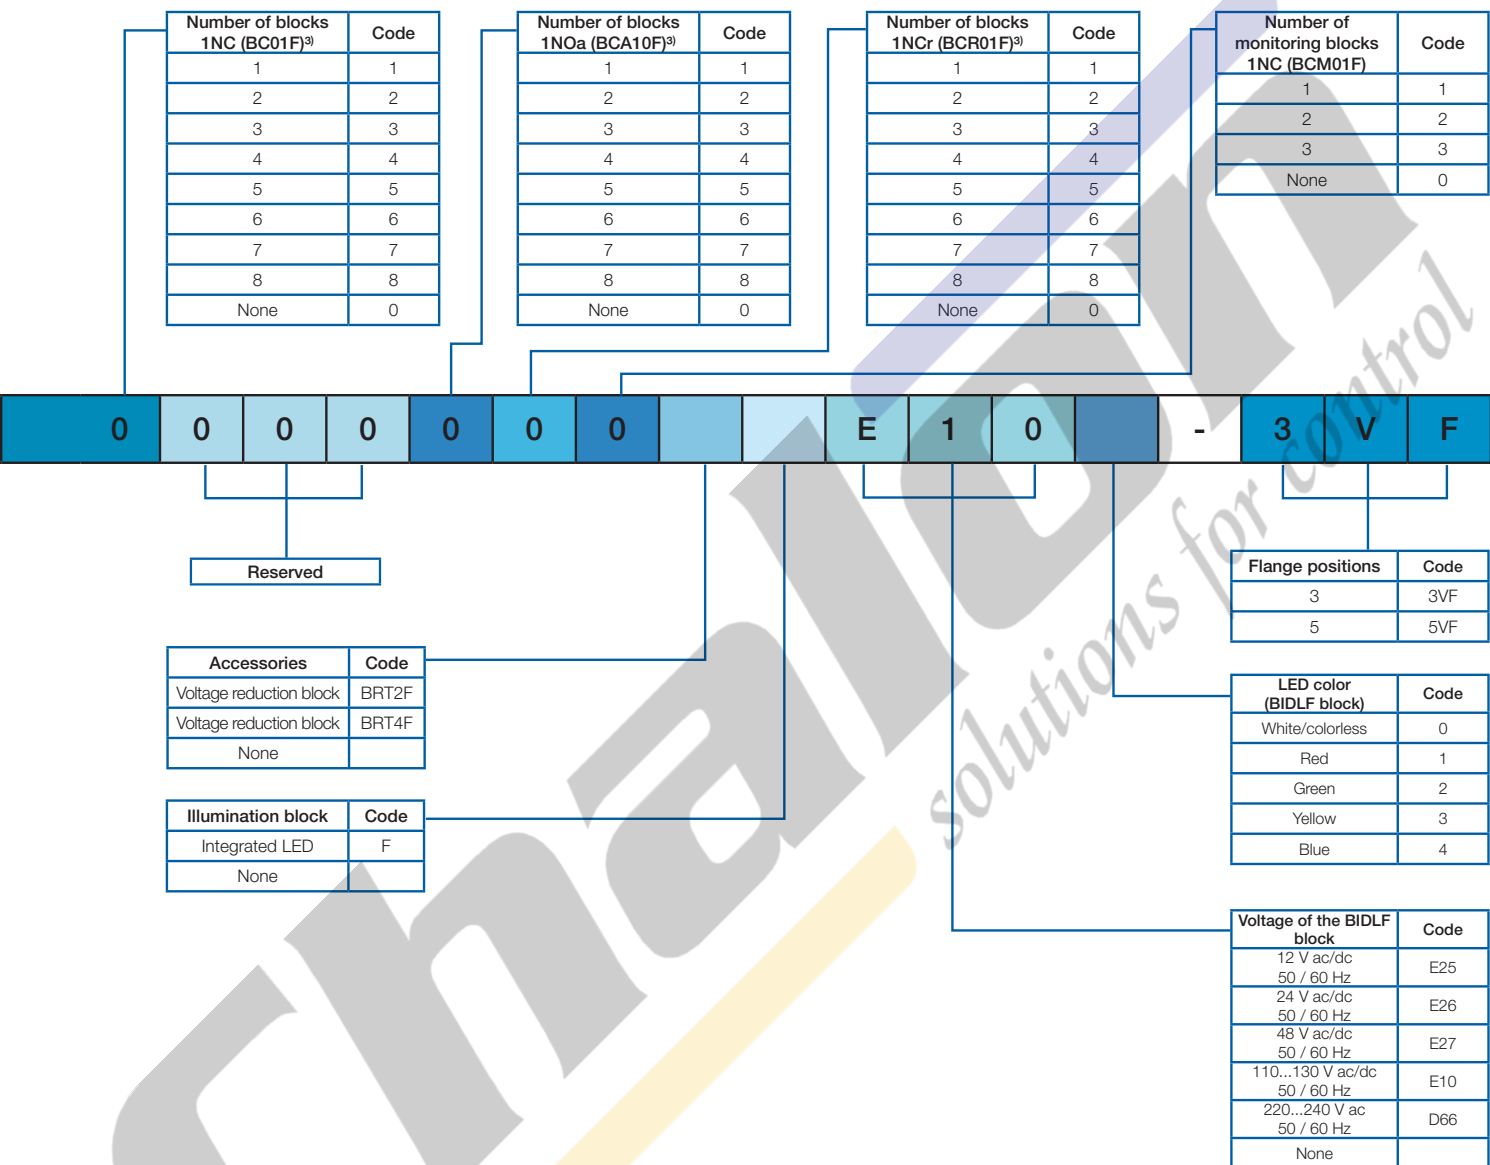 Number of blocks 1NC (BC01F)3) Code
1 1
2 2
3 3
4 4
5 5
6 6
7 7
8 8
None 0
Number of blocks 1NOa (BCA10F)3) Code
1 1
2 2
3 3
4 4
5 5
6 6
7 7
8 8
None 0
Number of blocks 1NCr (BCR01F)3) Code
1 1
2 2
3 3
4 4
5 5
6 6
7 7
8 8
None 0
Number of monitoring blocks 1NC (BCM01F) Code
1 1
2 2
3 3
None 0
0 0 0 0 0 0 0 E 1 0 - 3 V F
Reserved
Accessories Code
Voltage reduction block BRT2F
Voltage reduction block BRT4F
None
Illumination block Code
Integrated LED F
None
Flange positions Code
3 3VF
5 5VF
LED color (BIDLF block) Code
White/colorless 0
Red 1
Green 2
Yellow 3
Blue 4
Voltage of the BIDLF block Code
12 V ac/dc 50 / 60 Hz E25
24 V ac/dc 50 / 60 Hz E26
48 V ac/dc 50 / 60 Hz E27
110...130 V ac/dc 50 / 60 Hz E10
220...240 V ac 50 / 60 Hz D66
None
chalon
solutions for control